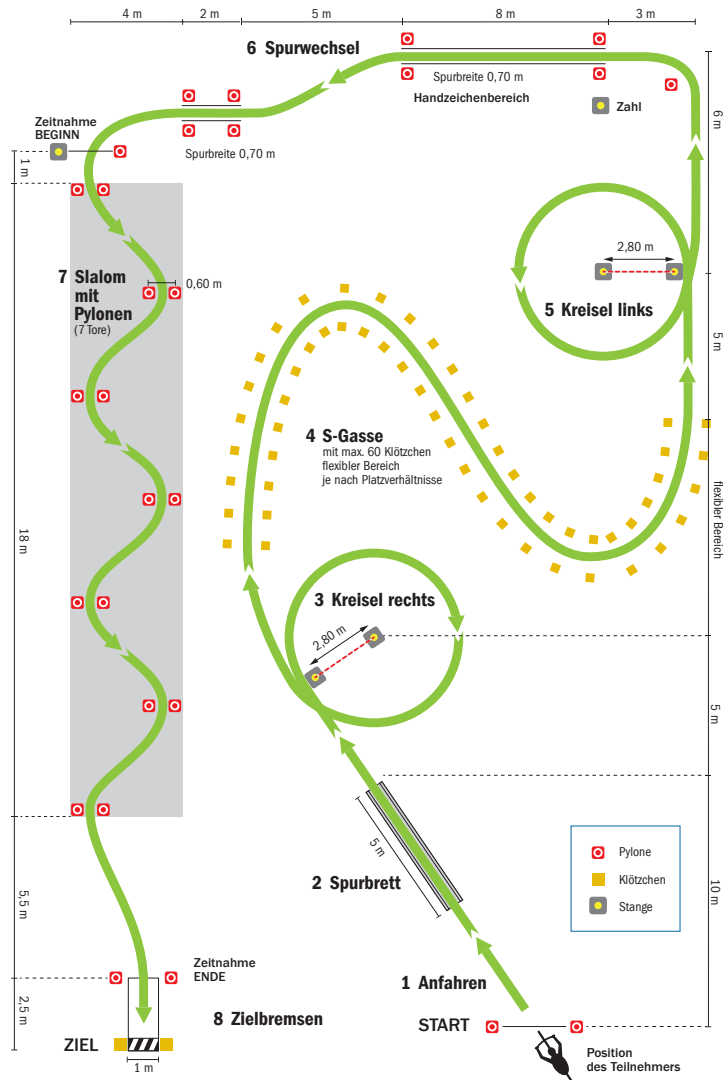 4 m
2 m
5 m
8 m
3 m
6 Spurwechsel
Spurbreite 0,70 m
Handzeichenbereich
Zahl
6 m
Zeitnahme
BEGINN
Spurbreite 0,70 m
1 m
2,80 m
7 Slalom
mit
Pylonen
(7 Tore)
0,60 m
5 Kreisel links
5 m
4 S-Gasse
mit max. 60 Klötzchen
flexibler Bereich
je nach Platzverhältnisse
flexibler Bereich
18 m
3 Kreisel rechts
2,80 m
5 m
5 m
2 Spurbrett
Pylone
Klötzchen
Stange
10 m
5,5 m
Zeitnahme
ENDE
1 Anfahren
2,5 m
8 Zielbremsen
START
ZIEL
1 m
Position
des Teilnehmers